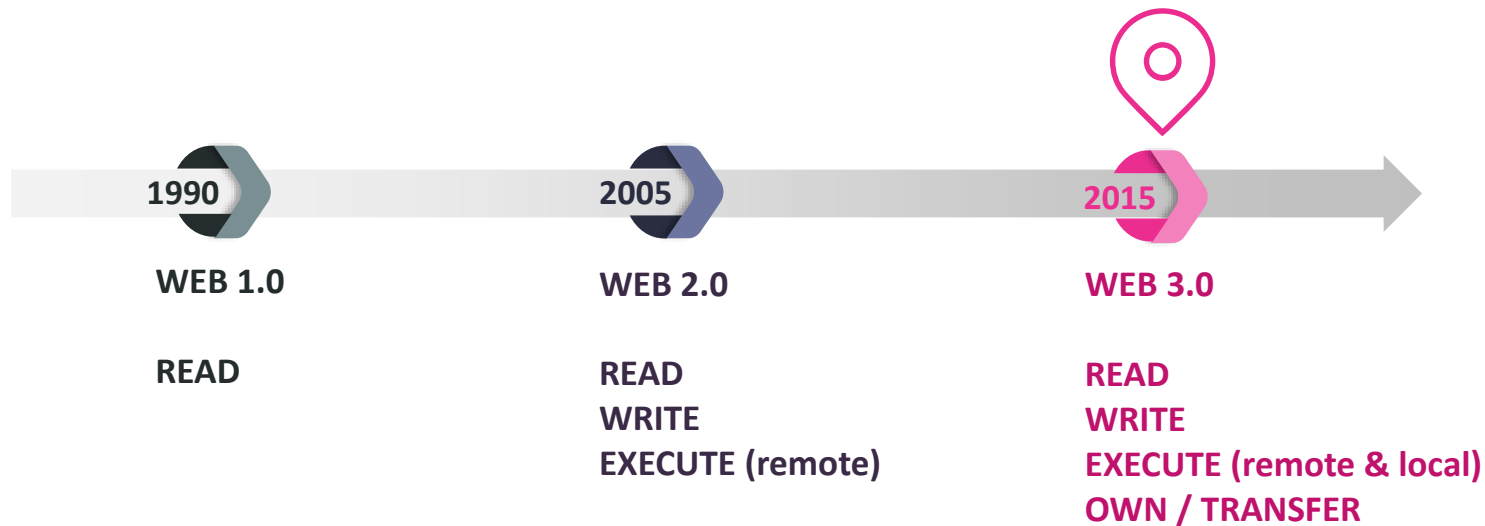 1990
2005
2015
WEB 1.0
WEB 2.0
WEB 3.0
READ
READ
WRITE
EXECUTE (remote)
READ
WRITE
EXECUTE (remote & local)
OWN / TRANSFER